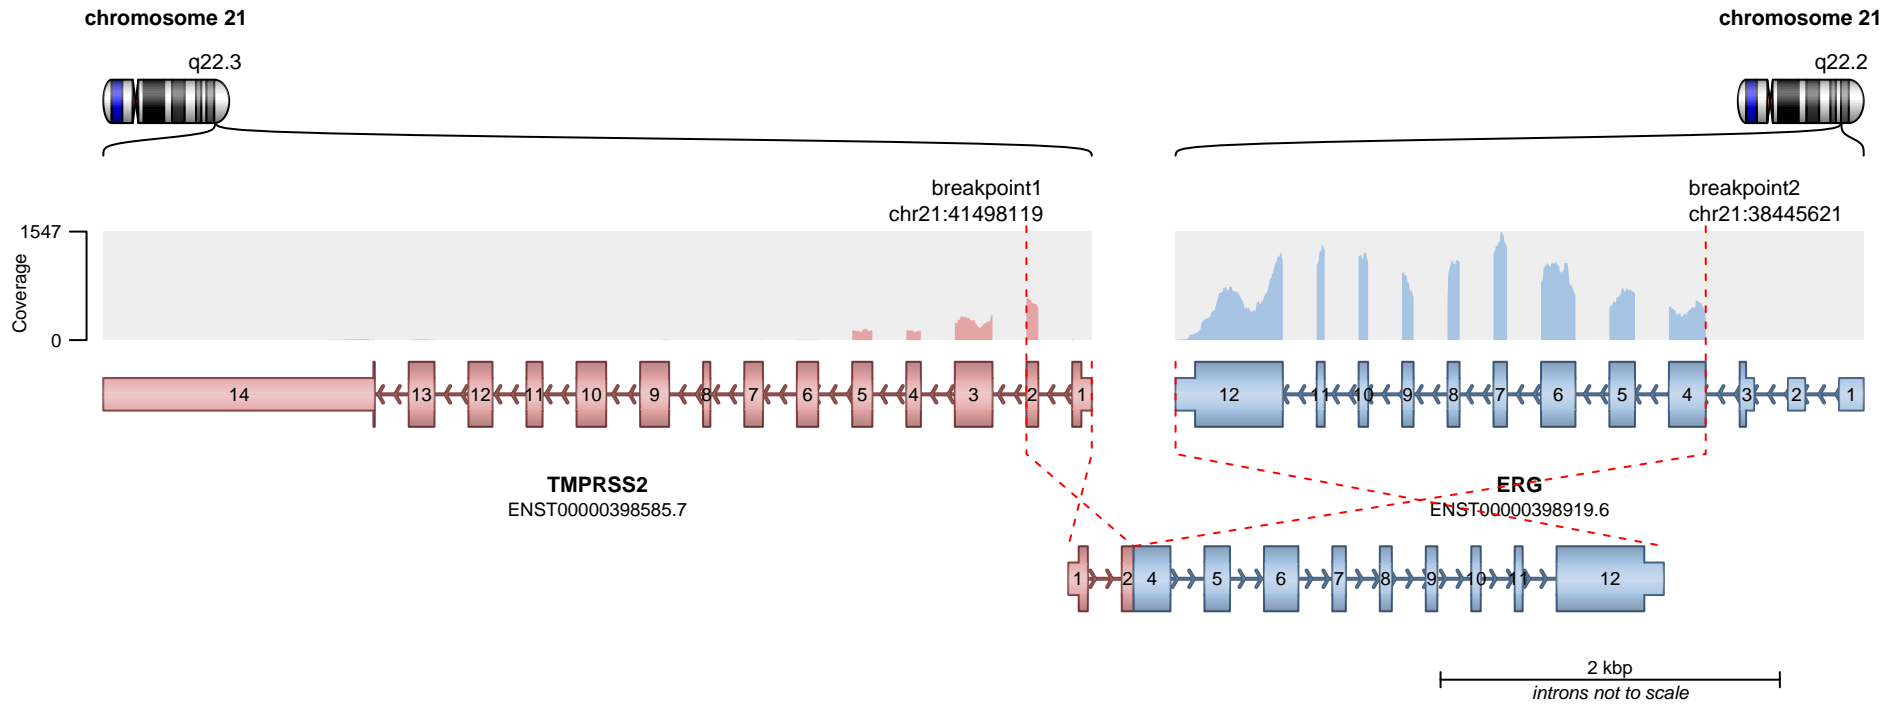 chromosome 21
chromosome 21
q22.3
q22.2
breakpoint1
chr21:41498119
breakpoint2
chr21:38445621
1547
Coverage
0
14 13 12 11 10 9 8 7 6 5 4 3 2 1
12 11 10 9 8 7 6 5 4 3 2 1
TMPRSS2
ENST00000398585.7
ERG
ENST00000398919.6
1 2 4 5 6 7 8 9 10 11 12
2 kbp
introns not to scale